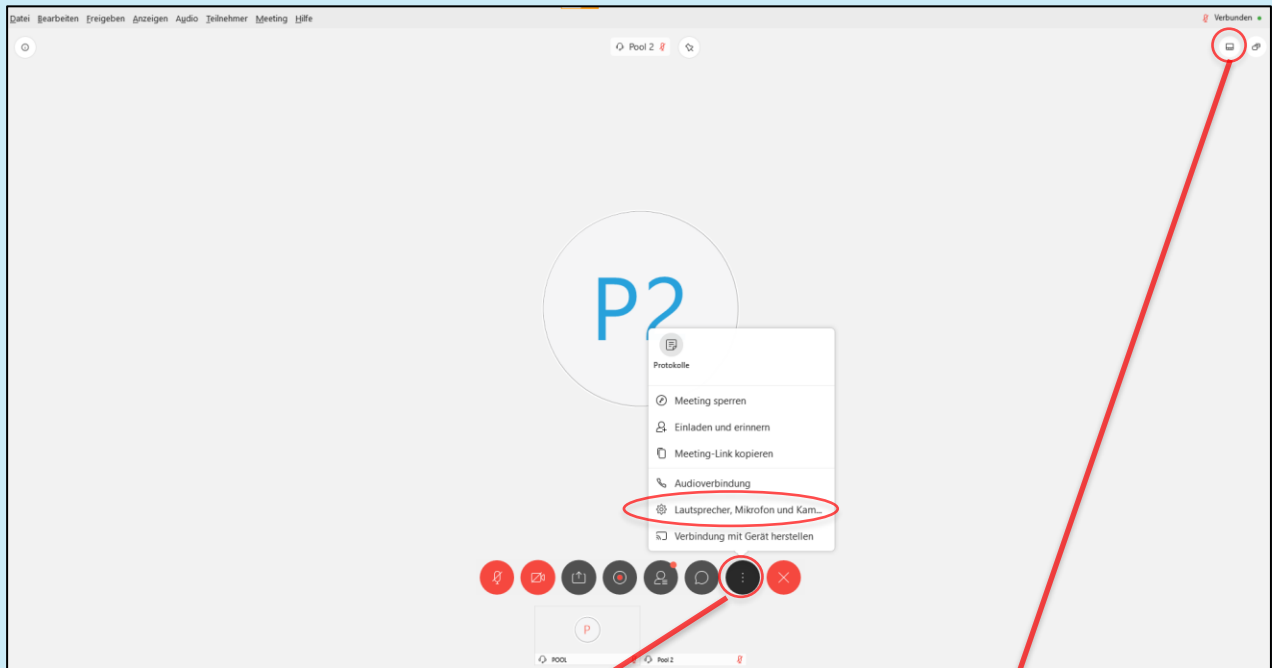 Datei Bearbeiten Freigeben Anzeigen Audio Teilnehmer Meeting Hilfe
Verbunden
Pool 2
P2
Protokolle
Meeting sperren
Einladen und erinnern
Meeting-Link kopieren
Audioverbindung
Lautsprecher, Mikrofon und Kam...
Verbindung mit Gerät herstellen
P
POOL
Pool 2